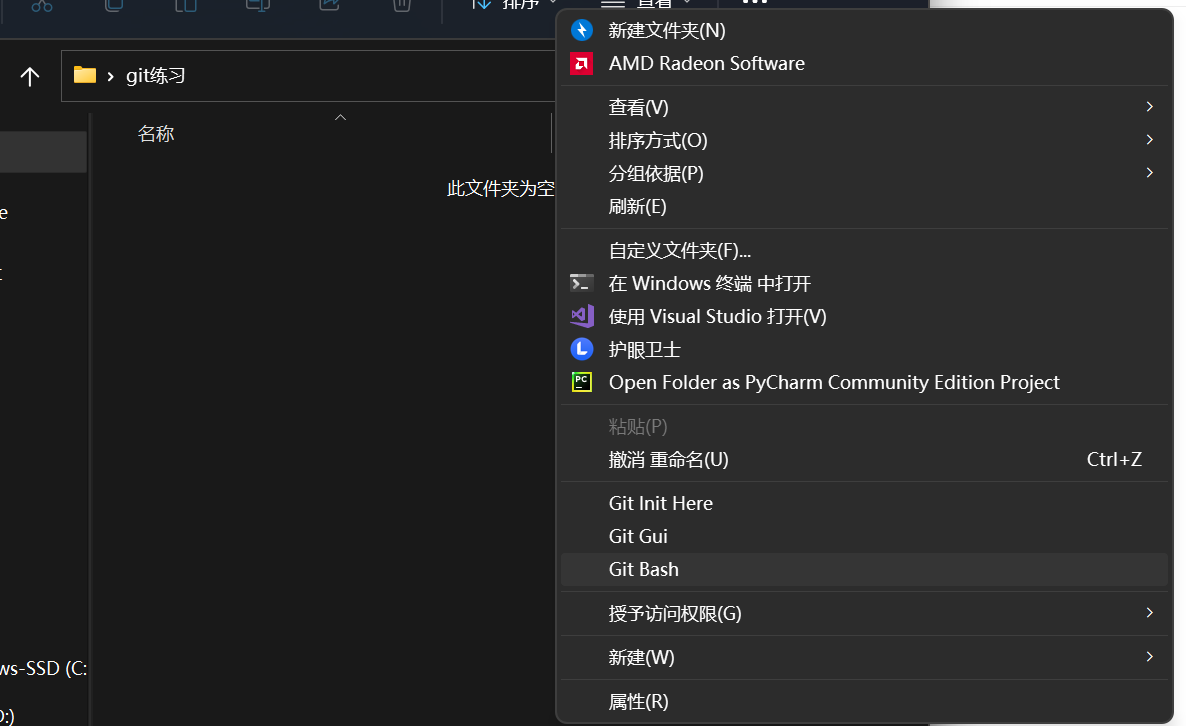 排序
查看
git练习
名称
此文件夹为空
e
ws-SSD (C:
D:)
新建文件夹(N)
AMD Radeon Software
查看(V)
排序方式(O)
分组依据(P)
刷新(E)
自定义文件夹(F)...
在 Windows 终端 中打开
使用 Visual Studio 打开(V)
护眼卫士
Open Folder as PyCharm Community Edition Project
粘贴(P)
撤消 重命名(U) Ctrl+Z
Git Init Here
Git Gui
Git Bash
授予访问权限(G)
新建(W)
属性(R)